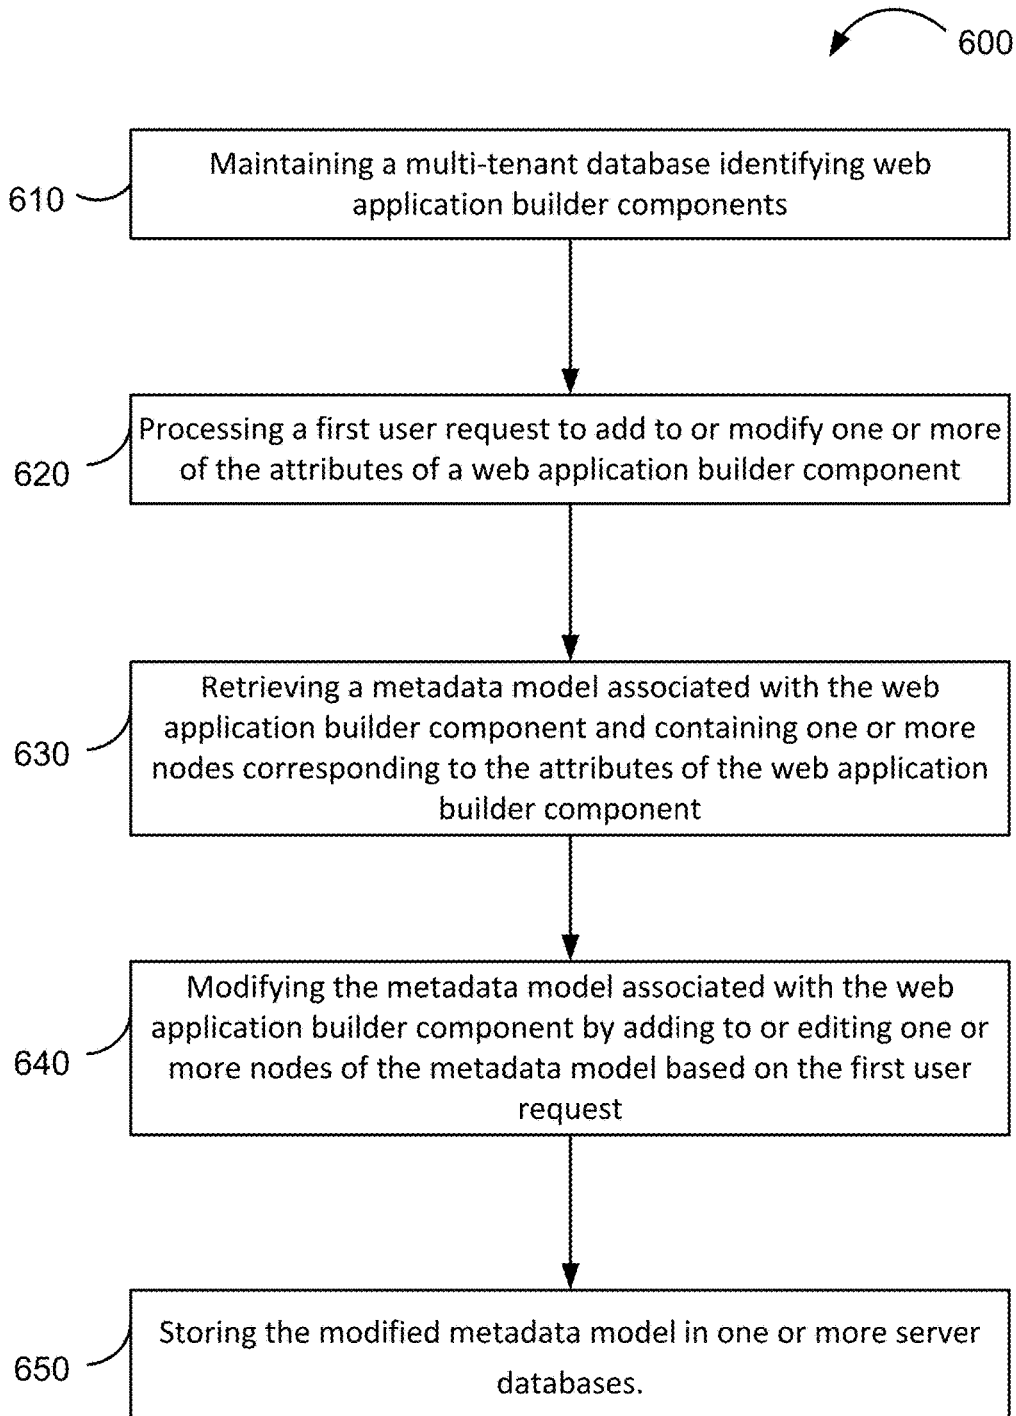 600
610
Maintaining a multi-tenant database identifying web
application builder components
620
Processing a first user request to add to or modify one or more
of the attributes of a web application builder component
630
Retrieving a metadata model associated with the web
application builder component and containing one or more
nodes corresponding to the attributes of the web application
builder component
640
Modifying the metadata model associated with the web
application builder component by adding to or editing one or
more nodes of the metadata model based on the first user
request
650
Storing the modified metadata model in one or more server
databases.